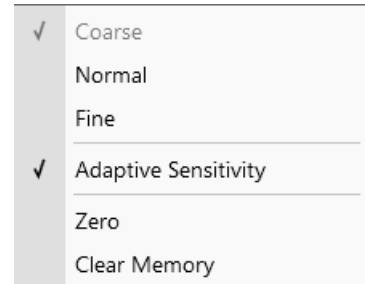 ✓ Coarse
Normal
Fine
✓ Adaptive Sensitivity
Zero
Clear Memory